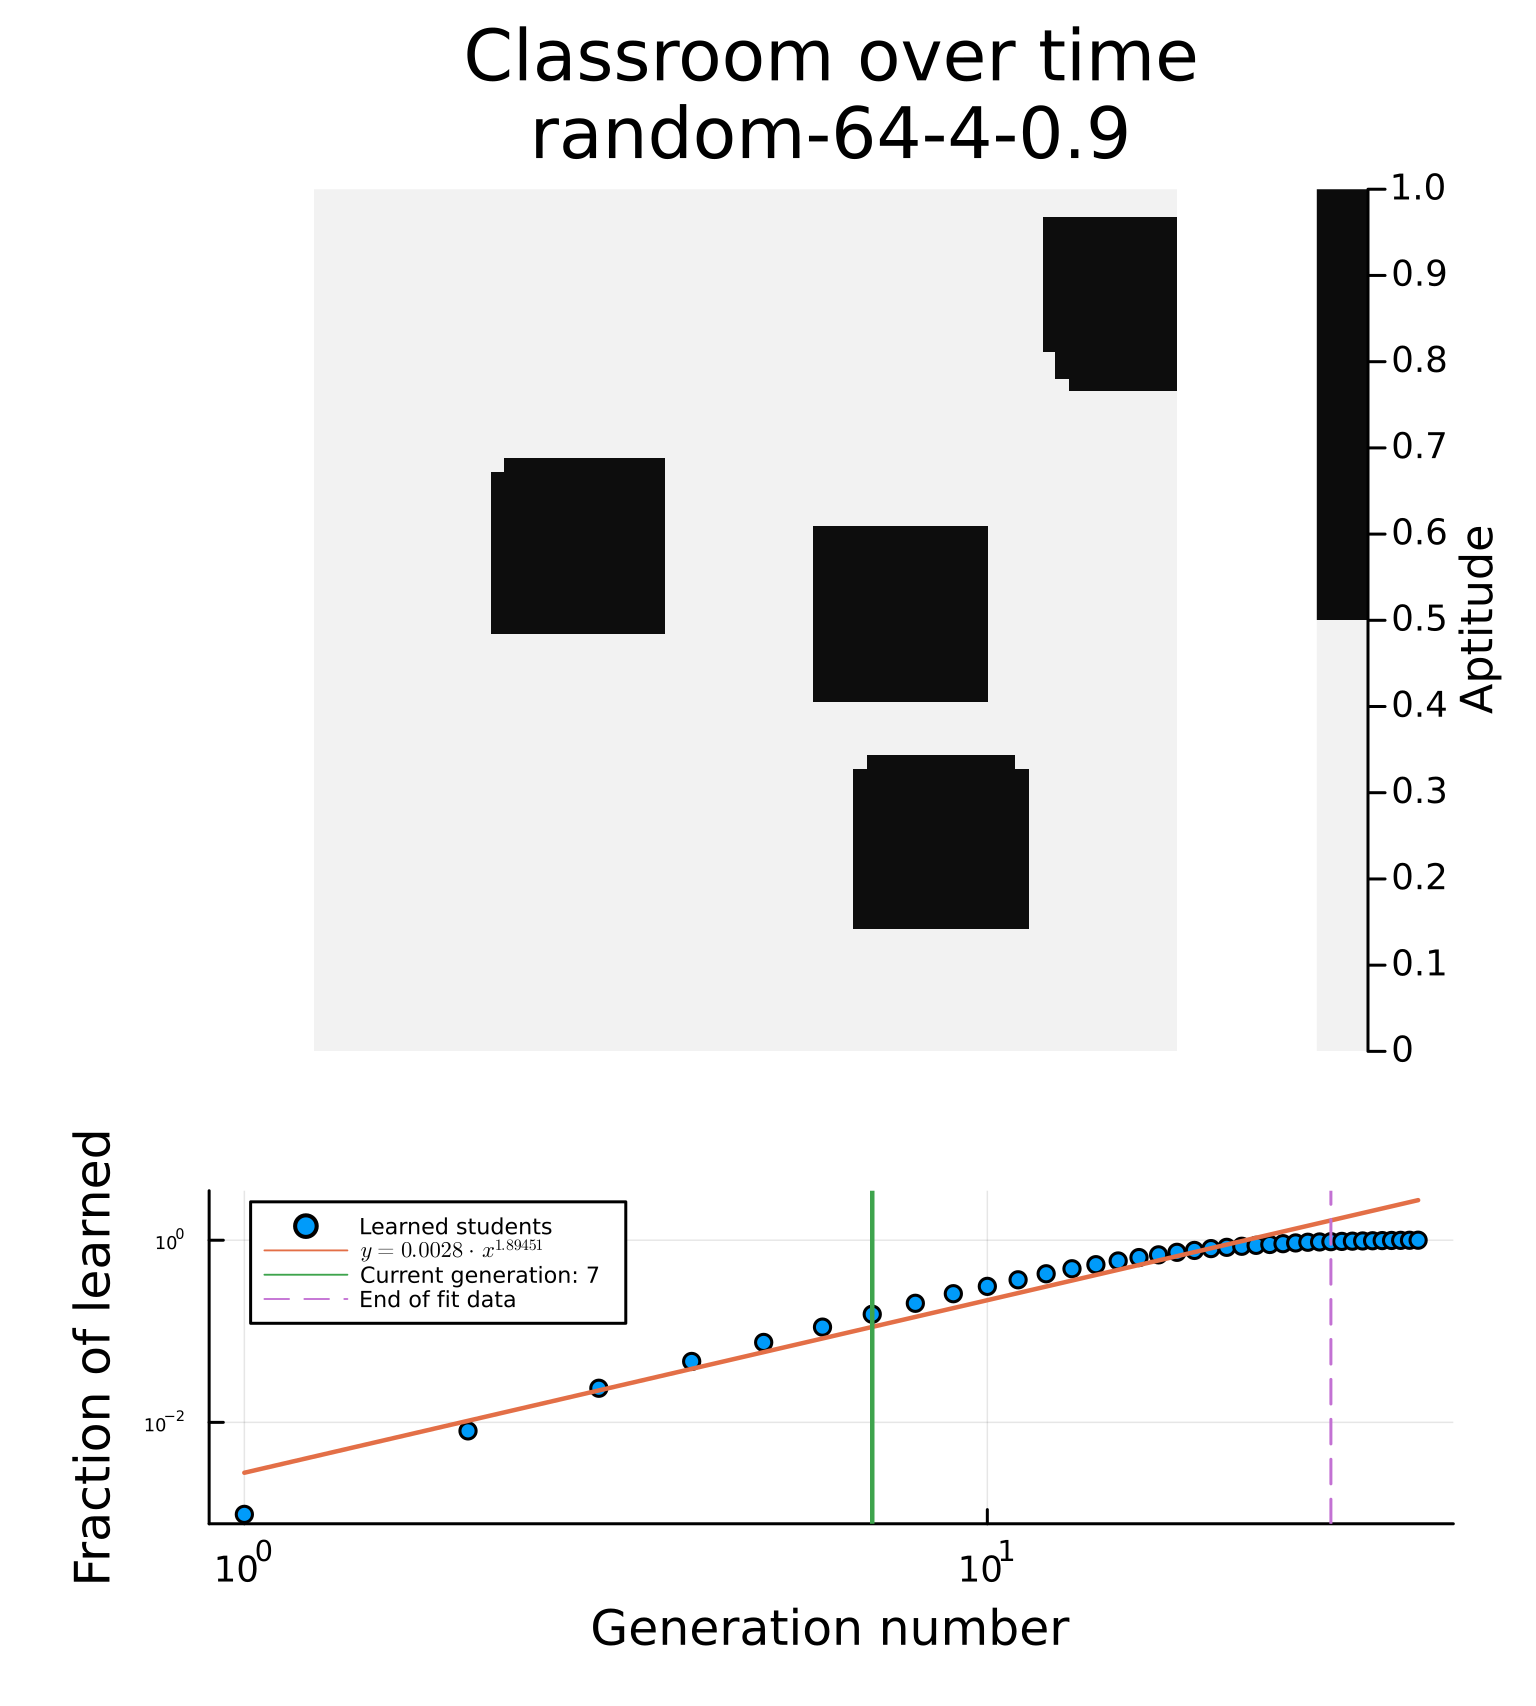 Classroom over time
random-64-4-0.9
1.0
0.9
0.8
0.7
0.6
0.5
0.4
0.3
0.2
0.1
0
Aptitude
Fraction of learned
10^0
10^-2
Learned students
y = 0.0028 · x^1.89451
Current generation: 7
End of fit data
10^0
10^1
Generation number